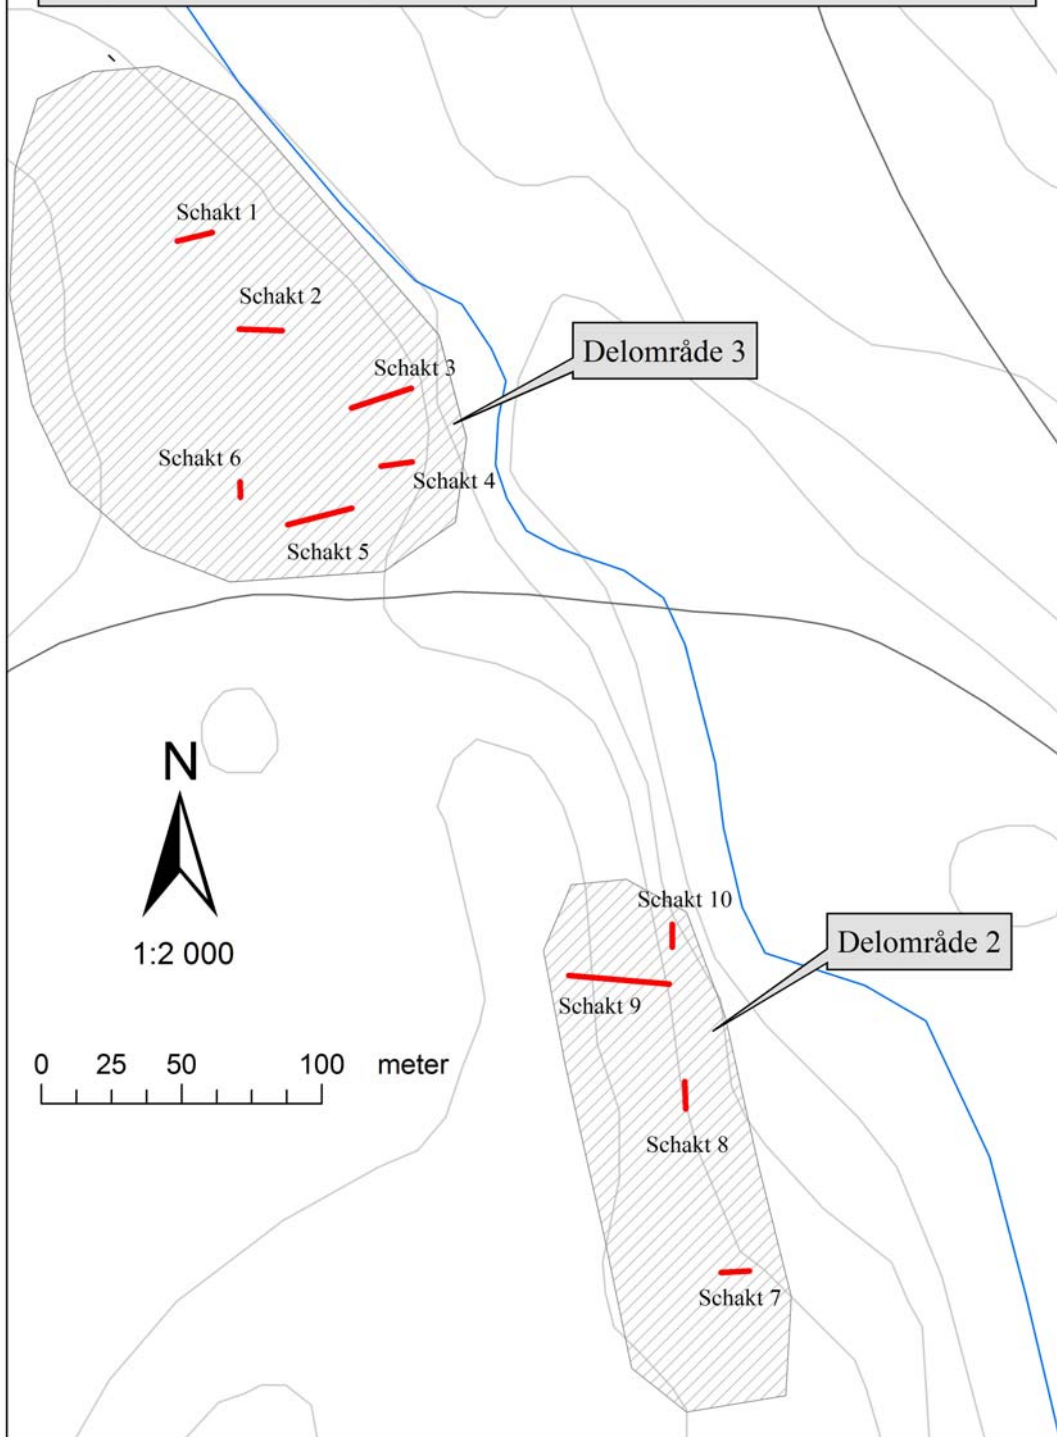 Schakt 1
Schakt 2
Delområde 3
Schakt 3
Schakt 6
Schakt 4
Schakt 5
N
1:2 000
Schakt 10
Delområde 2
Schakt 9
0 25 50 100 meter
Schakt 8
Schakt 7